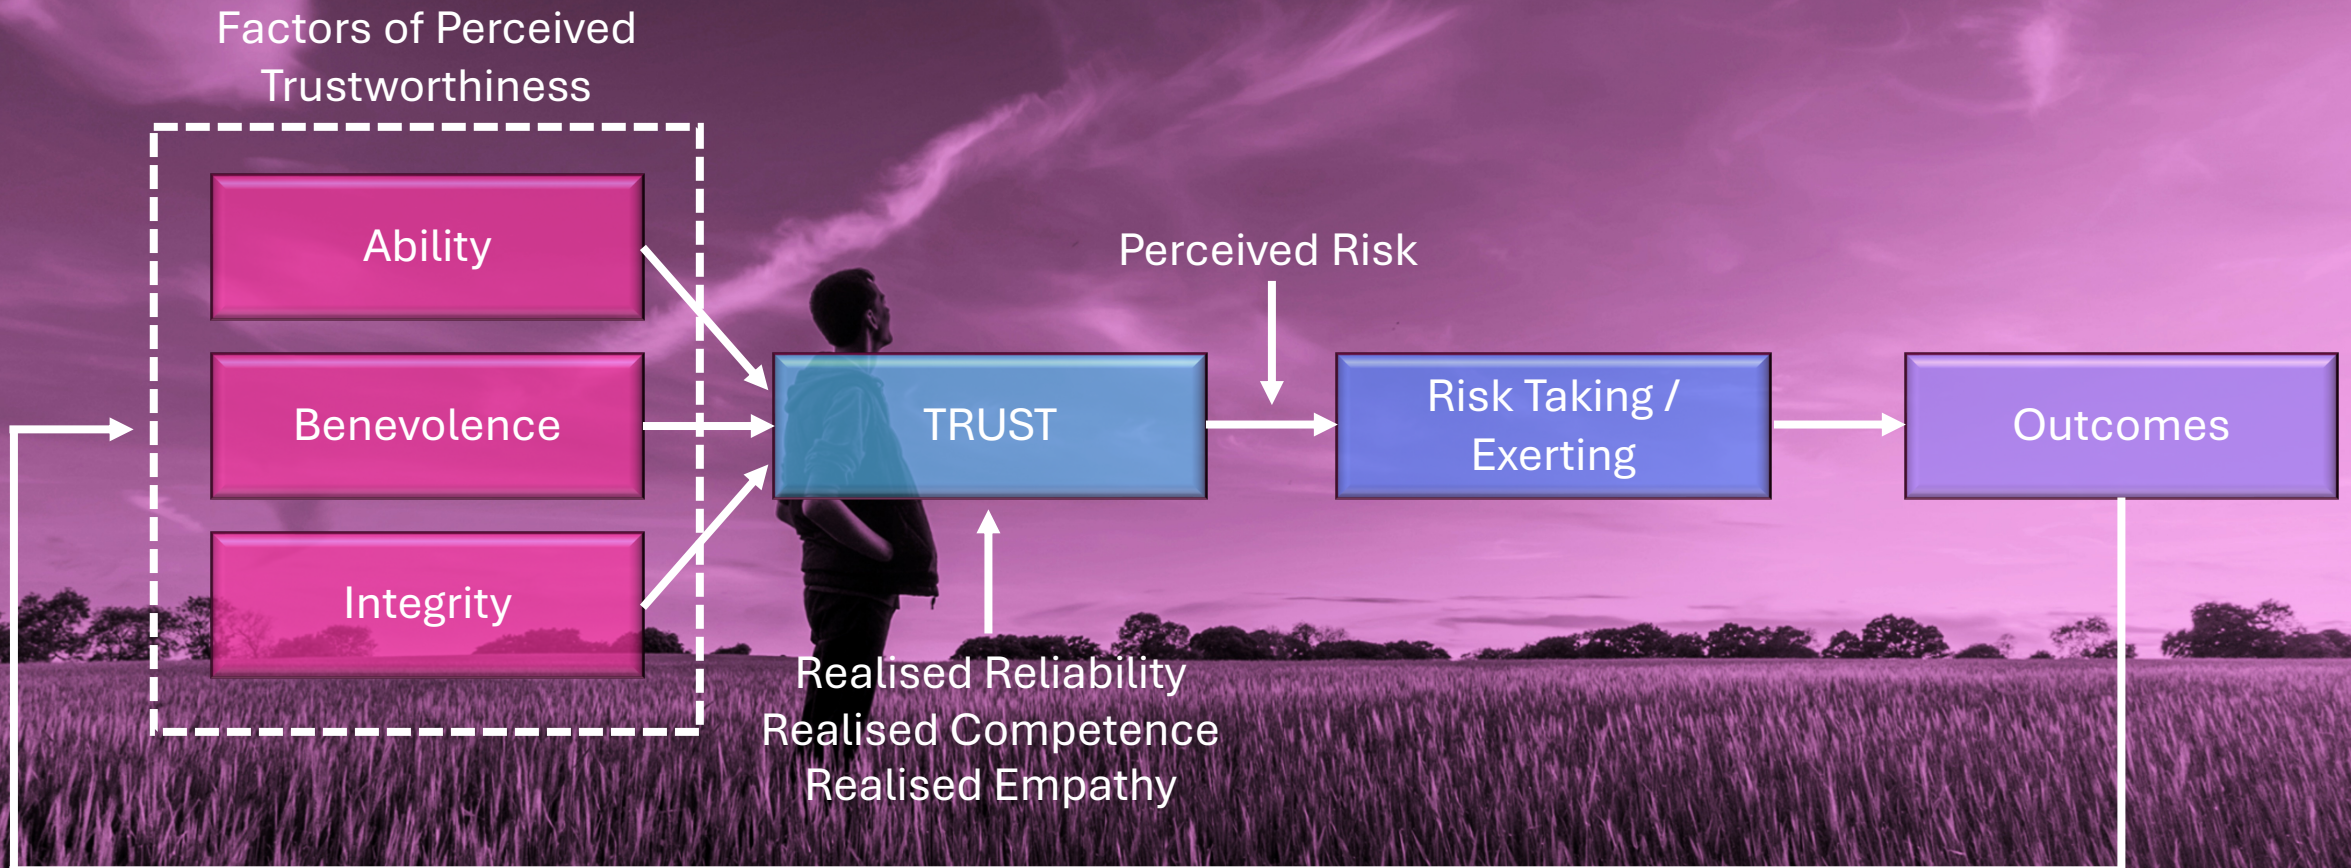 Factors of Perceived
Trustworthiness
Ability
Benevolence
Integrity
TRUST
Perceived Risk
Risk Taking /
Exerting
Outcomes
Realised Reliability
Realised Competence
Realised Empathy